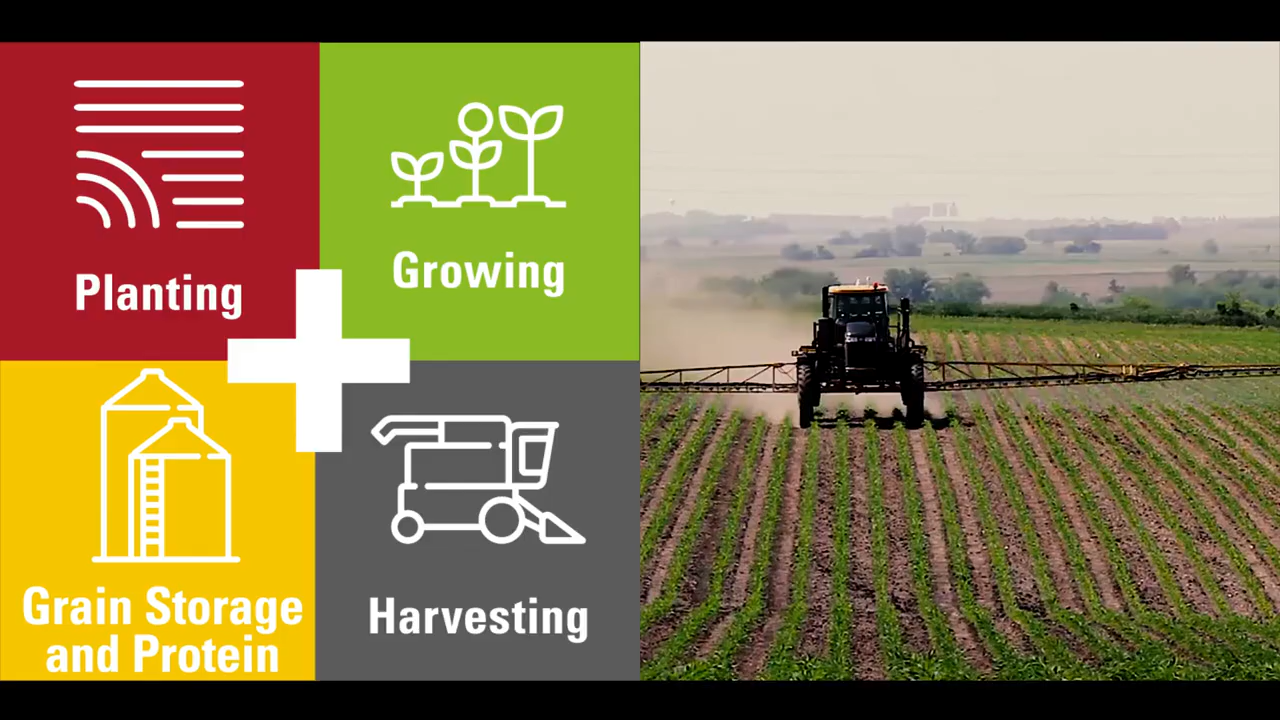 Planting
Growing
Grain Storage
and Protein
Harvesting